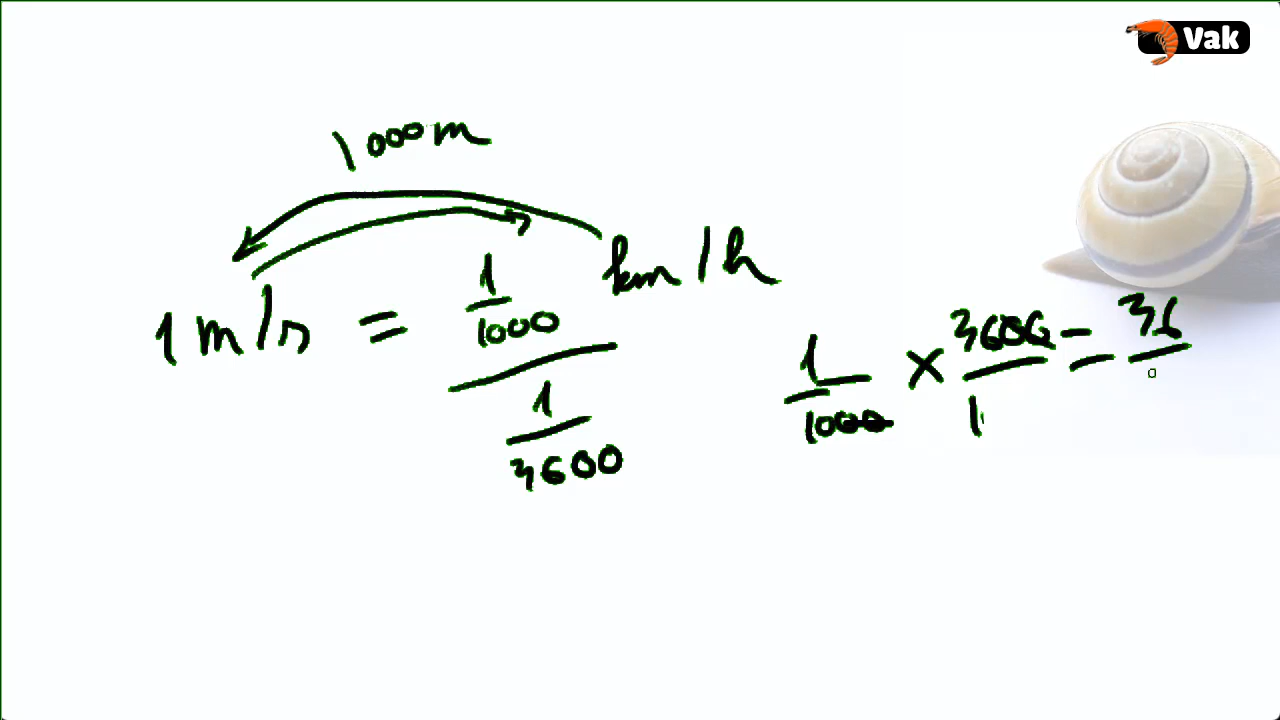 Vak
1000m
1 m/s = 1/1000 / 1/3600 km/h
1/1000 × 3600/1 = 36/